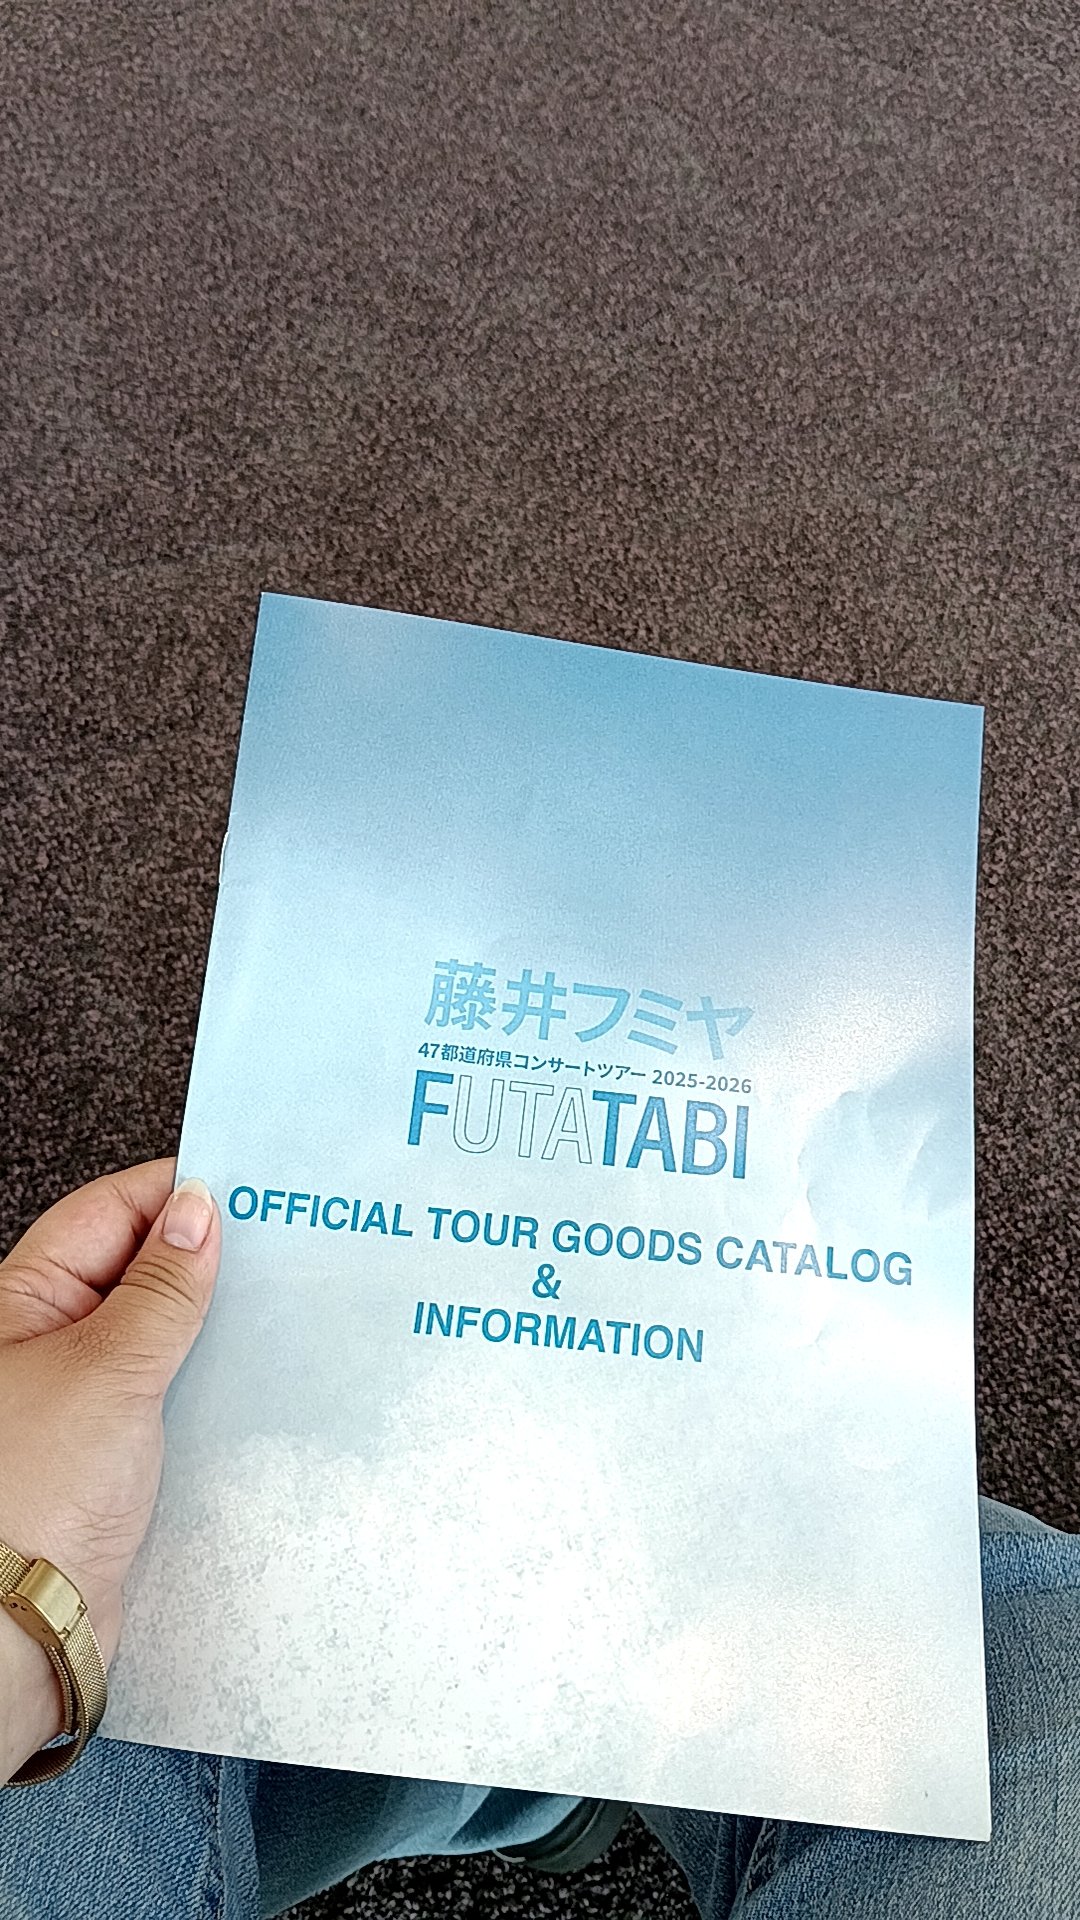 藤井フミヤ
47都道府県コンサートツアー 2025-2026
FUTATABI
OFFICIAL TOUR GOODS CATALOG
&
INFORMATION